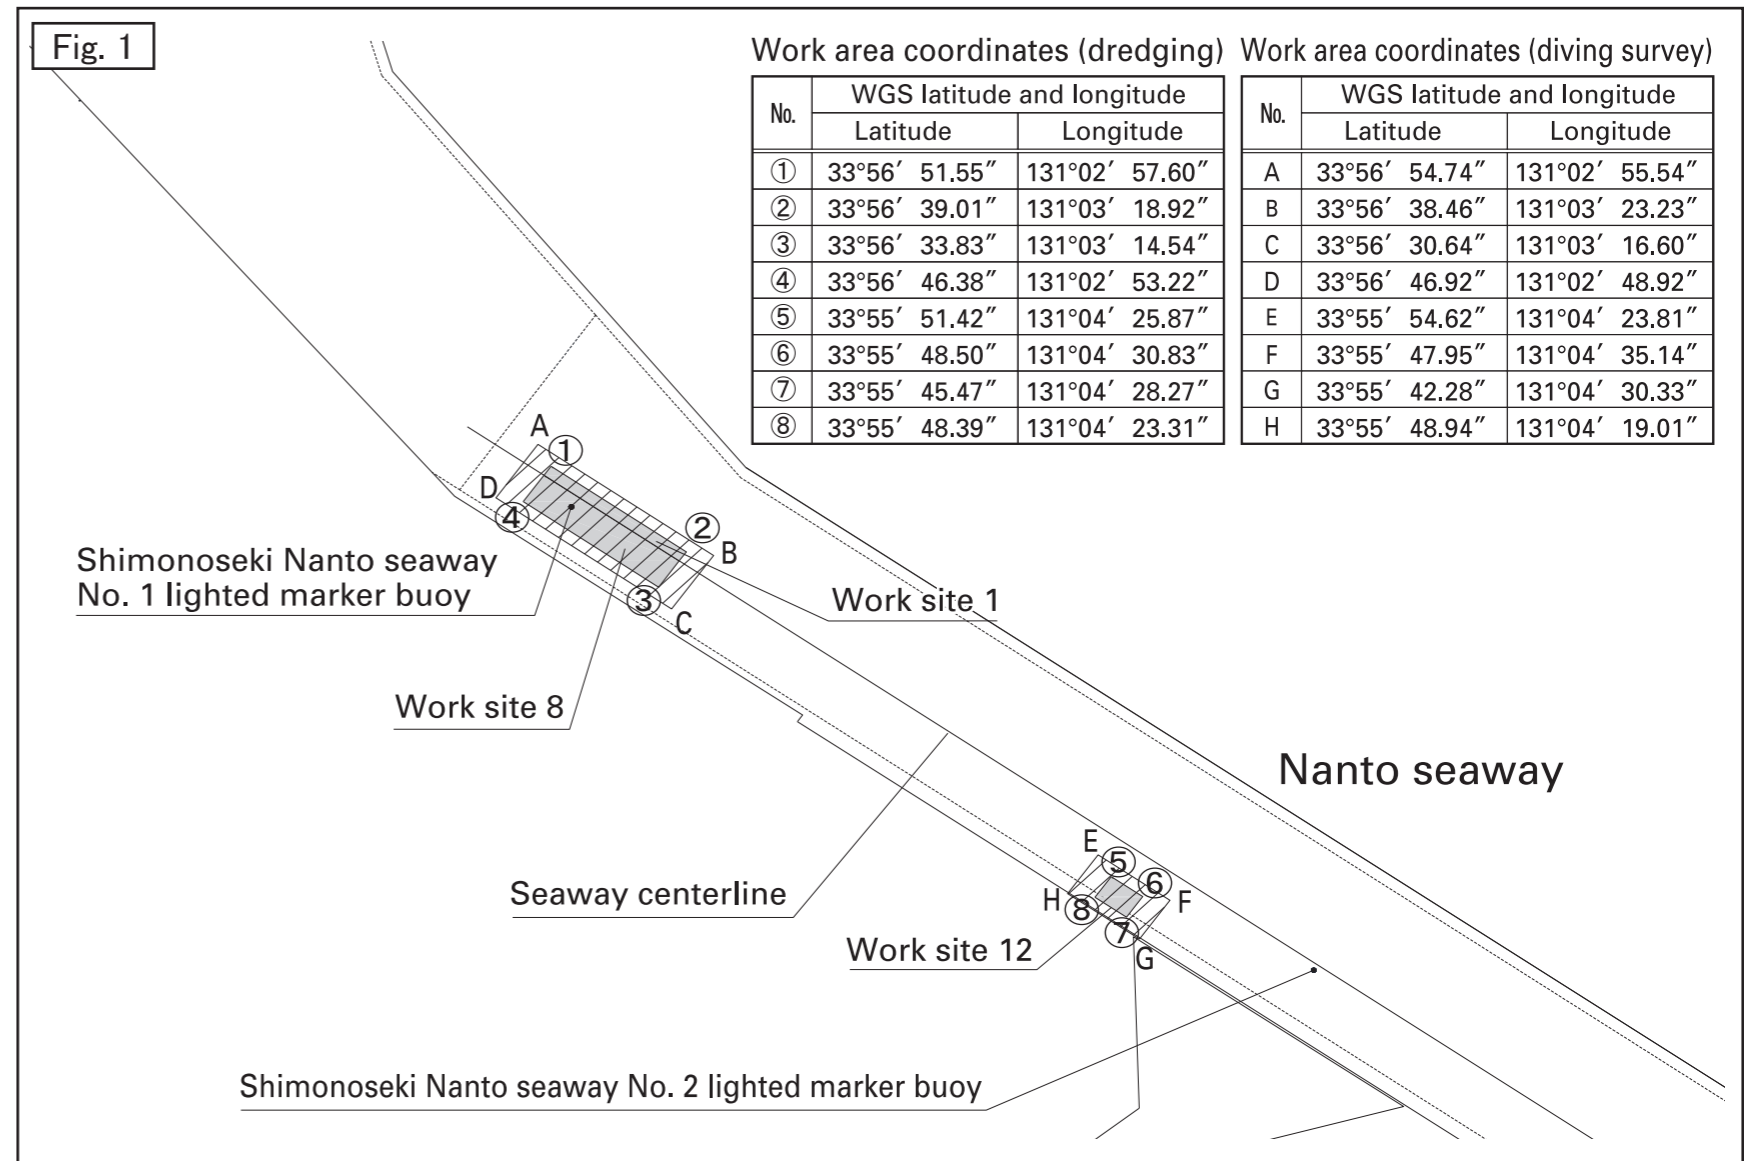 Fig. 1
Work area coordinates (dredging)
No. WGS latitude and longitude
Latitude Longitude
① 33°56′ 51.55″ 131°02′ 57.60″
② 33°56′ 39.01″ 131°03′ 18.92″
③ 33°56′ 33.83″ 131°03′ 14.54″
④ 33°56′ 46.38″ 131°02′ 53.22″
⑤ 33°55′ 51.42″ 131°04′ 25.87″
⑥ 33°55′ 48.50″ 131°04′ 30.83″
⑦ 33°55′ 45.47″ 131°04′ 28.27″
⑧ 33°55′ 48.39″ 131°04′ 23.31″
Work area coordinates (diving survey)
No. WGS latitude and longitude
Latitude Longitude
A 33°56′ 54.74″ 131°02′ 55.54″
B 33°56′ 38.46″ 131°03′ 23.23″
C 33°56′ 30.64″ 131°03′ 16.60″
D 33°56′ 46.92″ 131°02′ 48.92″
E 33°55′ 54.62″ 131°04′ 23.81″
F 33°55′ 47.95″ 131°04′ 35.14″
G 33°55′ 42.28″ 131°04′ 30.33″
H 33°55′ 48.94″ 131°04′ 19.01″
A
①
D
④
②
B
③
C
Shimonoseki Nanto seaway
No. 1 lighted marker buoy
Work site 1
Work site 8
Nanto seaway
E
⑤
⑥
F
H
⑧
⑦
G
Seaway centerline
Work site 12
Shimonoseki Nanto seaway No. 2 lighted marker buoy